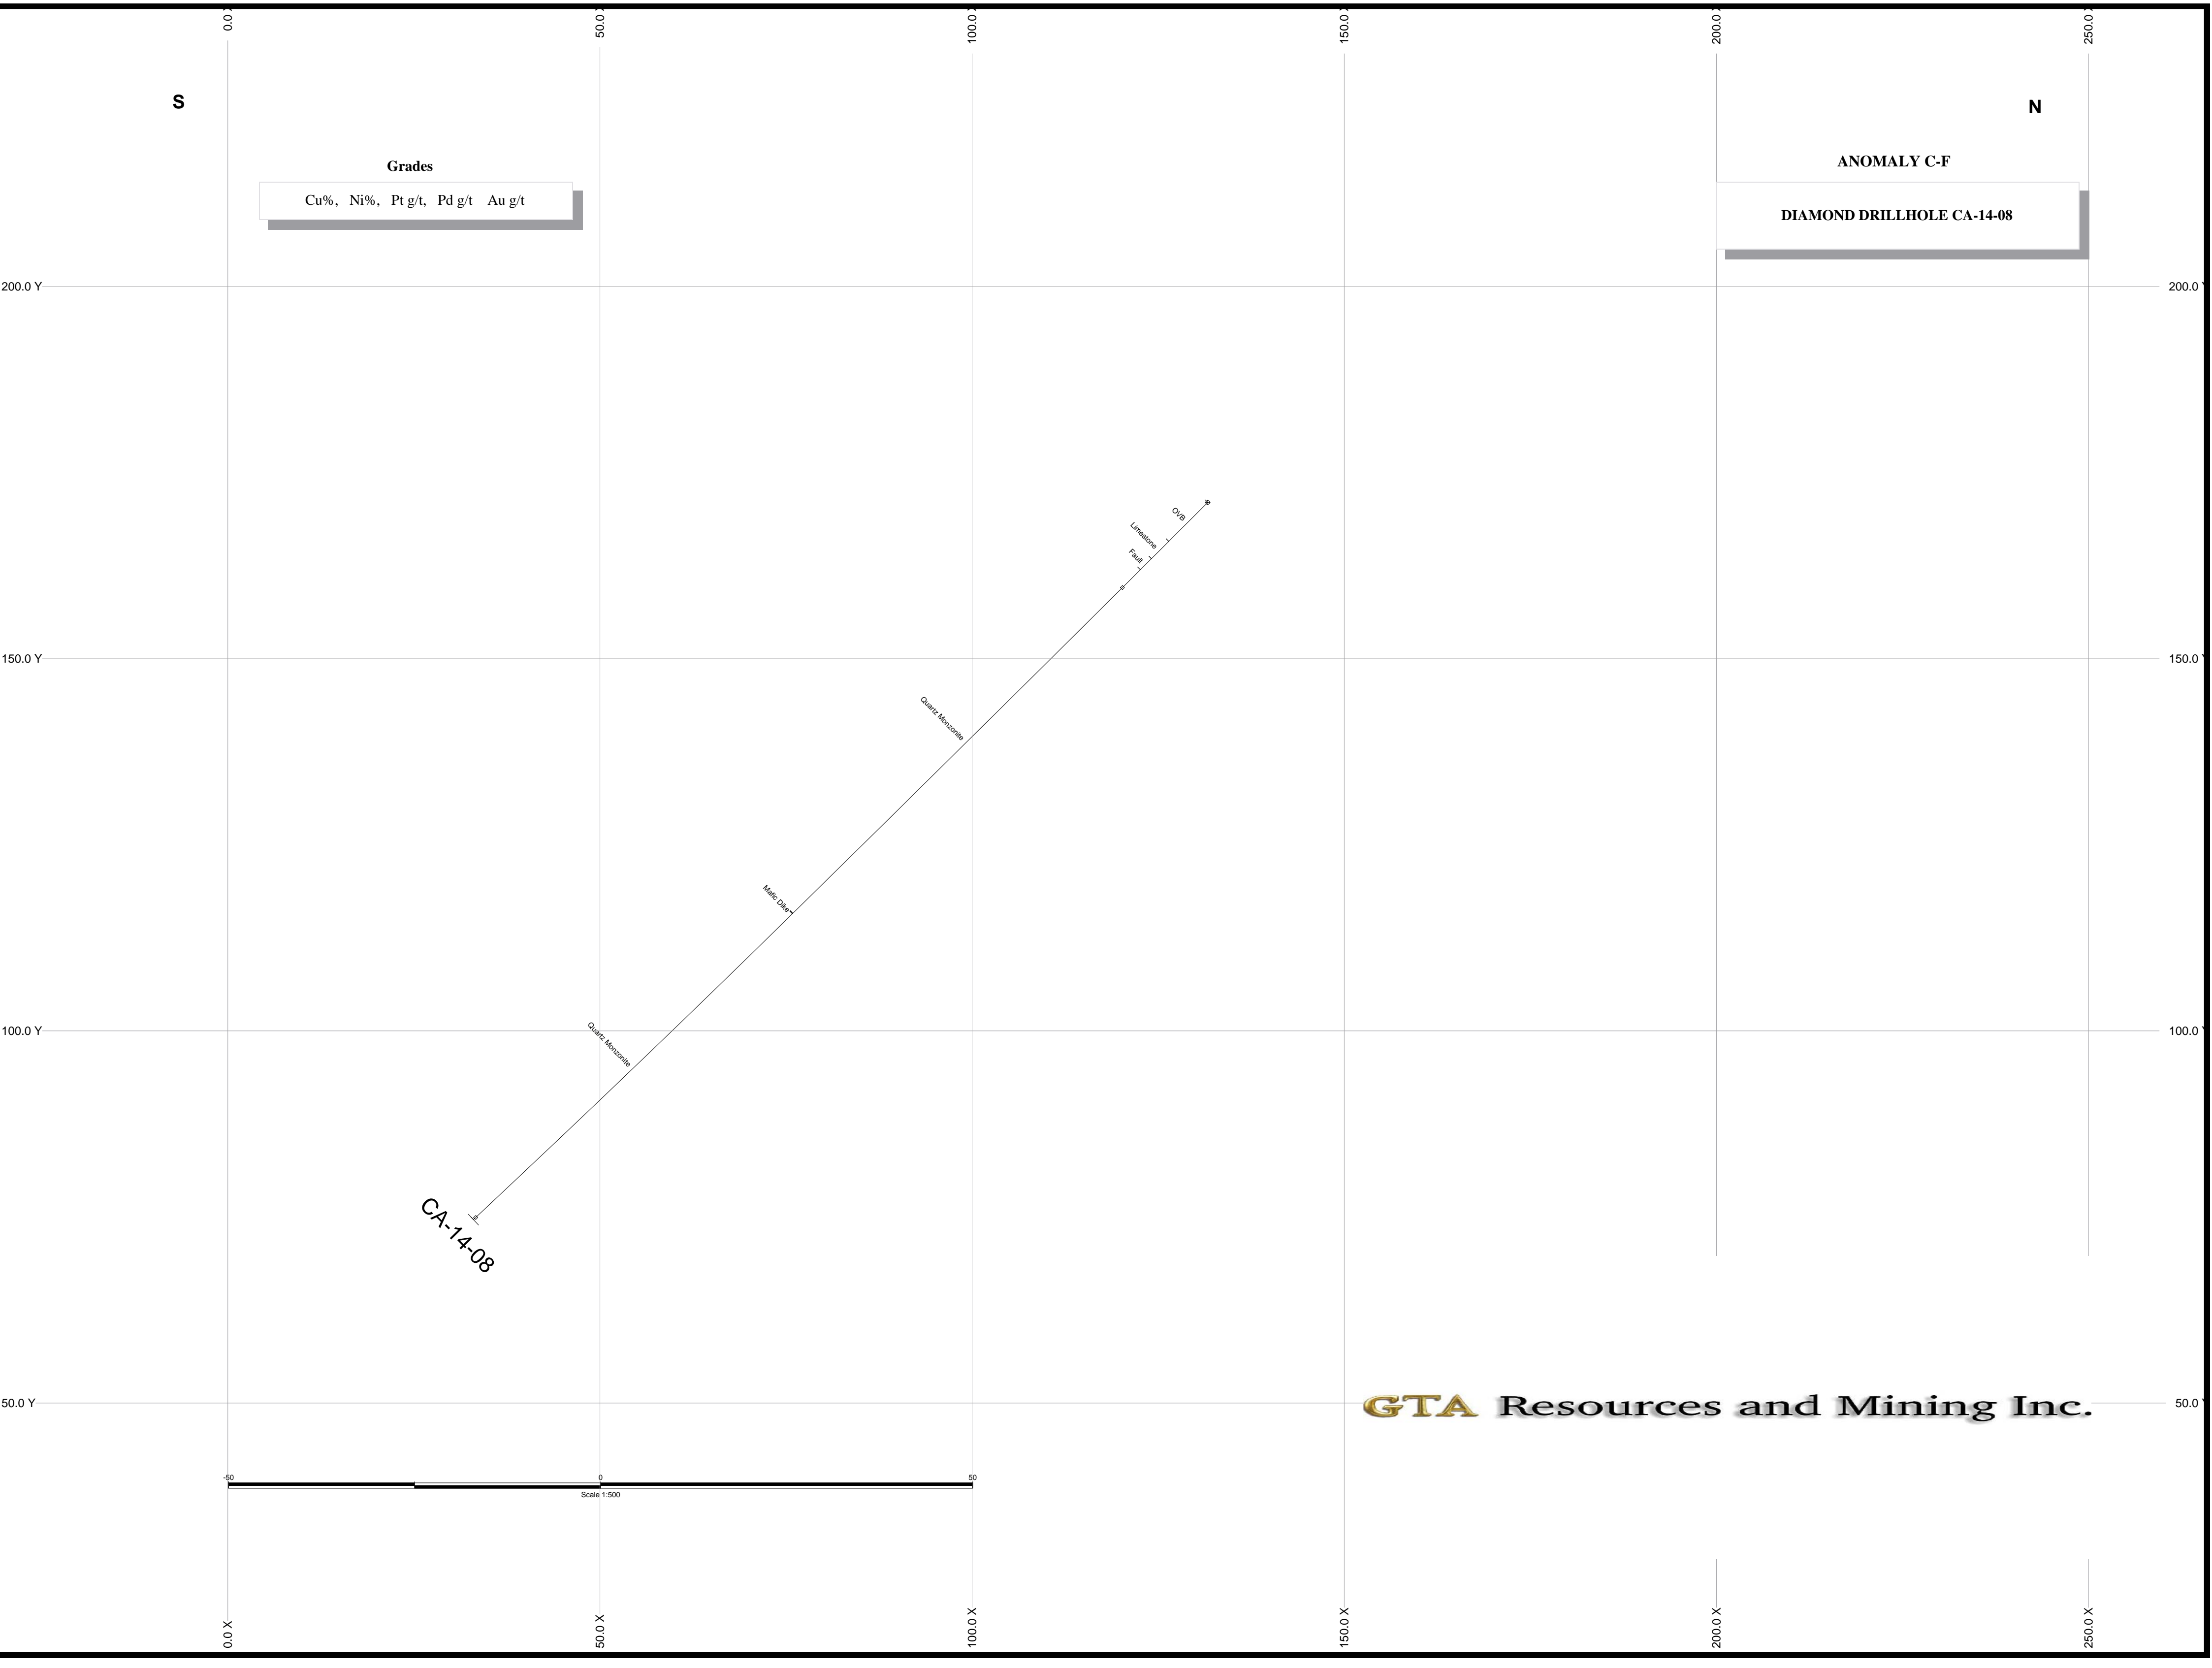 0.0 X
50.0 X
100.0 X
150.0 X
200.0 X
250.0 X
S
N
Grades
Cu%, Ni%, Pt g/t, Pd g/t Au g/t
ANOMALY C-F
DIAMOND DRILLHOLE CA-14-08
200.0 Y
200.0 Y
OVB
Limestone
Fault
150.0 Y
150.0 Y
Quartz Monzonite
Mafic Dike
100.0 Y
100.0 Y
Quartz Monzonite
CA-14-08
50.0 Y
50.0 Y
GTA Resources and Mining Inc.
-50
0
50
Scale 1:500
0.0 X
50.0 X
100.0 X
150.0 X
200.0 X
250.0 X